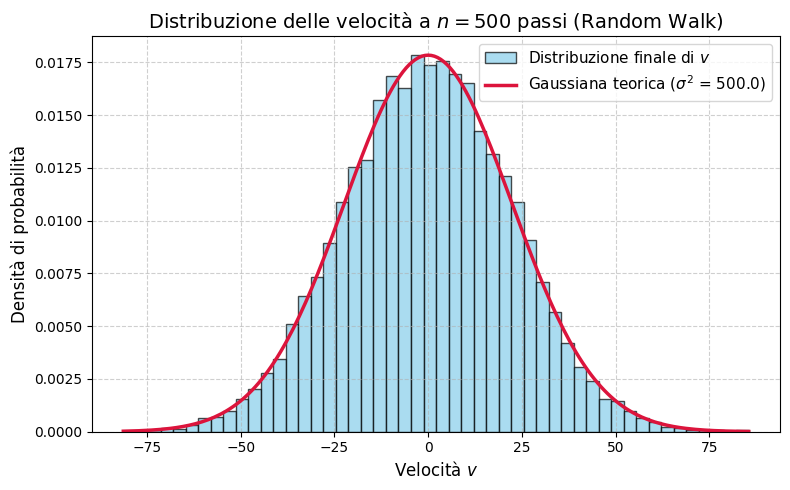 Distribuzione delle velocità a n = 500 passi (Random Walk)
Distribuzione finale di v
Gaussiana teorica (σ² = 500.0)
Densità di probabilità
0.0175
0.0150
0.0125
0.0100
0.0075
0.0050
0.0025
0.0000
−75 −50 −25 0 25 50 75
Velocità v